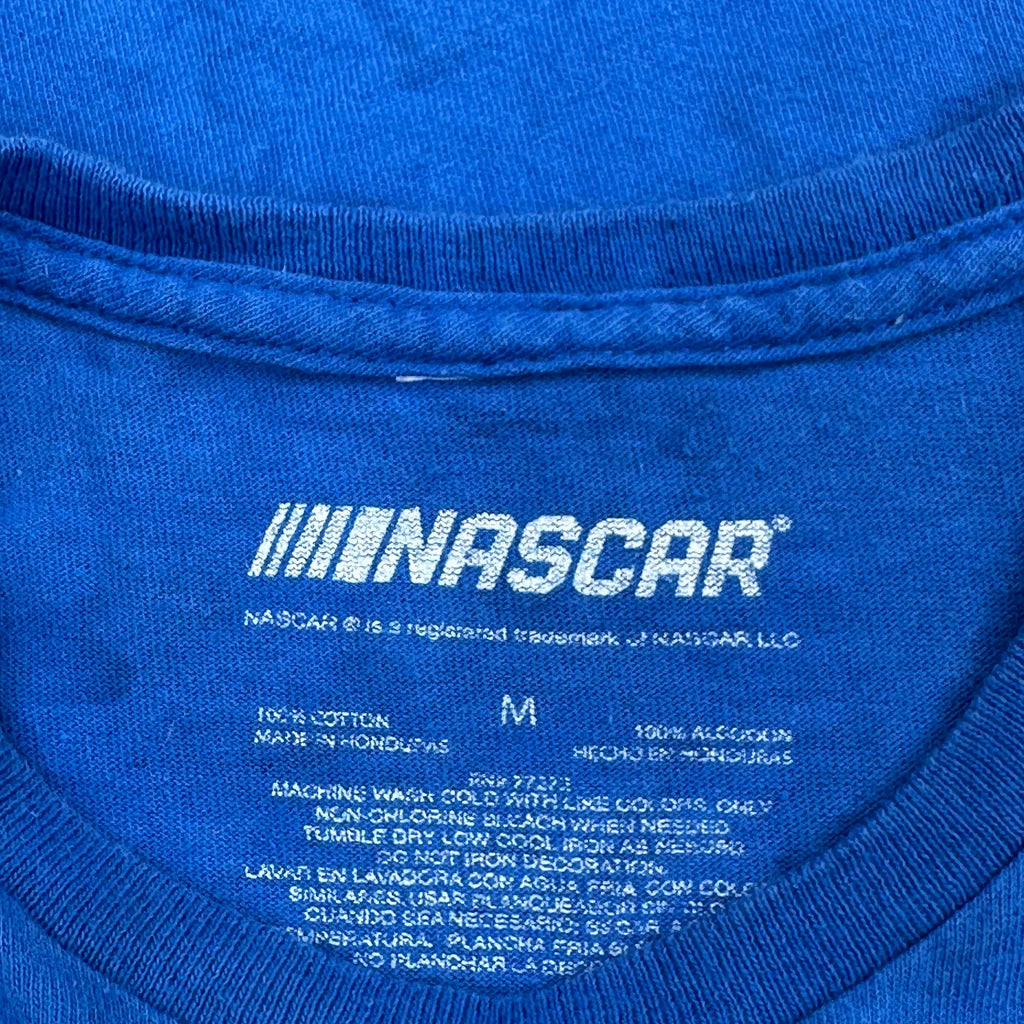 NASCAR®
NASCAR ® is a registered trademark of NASCAR, LLC
M
100% COTTON
MADE IN HONDURAS
100% ALGODON
HECHO EN HONDURAS
MACHINE WASH COLD WITH LIKE COLORS. ONLY
NON-CHLORINE BLEACH WHEN NEEDED
TUMBLE DRY LOW COOL IRON AS NEEDED
DO NOT IRON DECORATION.
LAVAR EN LAVADORA CON AGUA FRIA CON
SIMILARES. USAR BLANQUEADOR SIN
CUANDO SEA NECESARIO.
PLANCHA FRIA
NO PLANCHAR LA